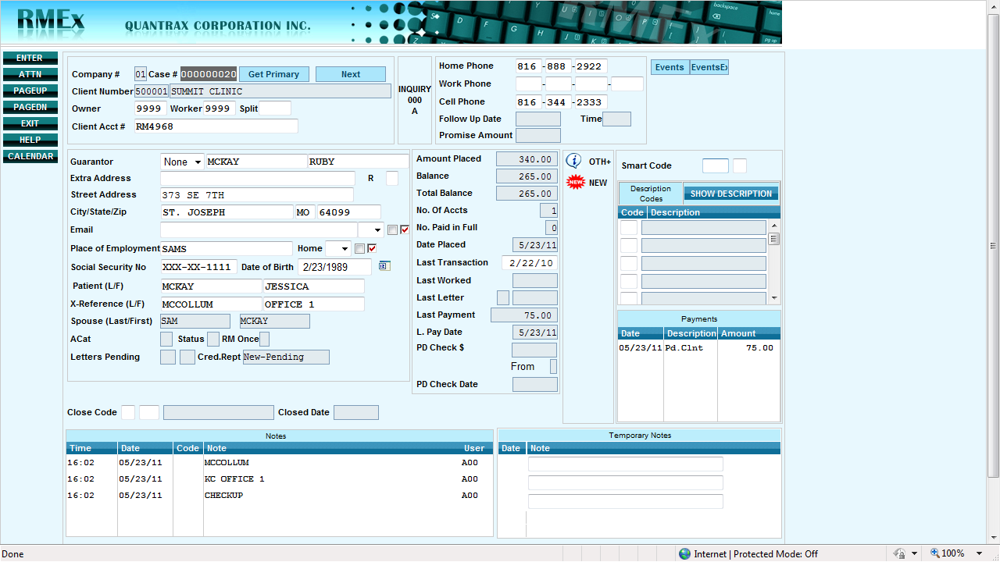 RMEx QUANTRAX CORPORATION INC.
backspace
home
pg up
ENTER
ATTN
PAGEUP
PAGEDN
EXIT
HELP
CALENDAR
Company # 01 Case # 000000020 Get Primary Next
Client Number 500001 SUMMIT CLINIC
Owner 9999 Worker 9999 Split
Client Acct # RM4968
INQUIRY
000
A
Home Phone 816 - 888 - 2922
Work Phone - - -
Cell Phone 816 - 344 - 2333
Follow Up Date Time
Promise Amount
Events EventsEx
Guarantor None MCKAY RUBY
Extra Address R
Street Address 373 SE 7TH
City/State/Zip ST. JOSEPH MO 64099
Email
Place of Employment SAMS Home
Social Security No XXX-XX-1111 Date of Birth 2/23/1989
Patient (L/F) MCKAY JESSICA
X-Reference (L/F) MCCOLLUM OFFICE 1
Spouse (Last/First) SAM MCKAY
ACat Status RM Once
Letters Pending Cred.Rept New-Pending
Amount Placed 340.00
Balance 265.00
Total Balance 265.00
No. Of Accts 1
No. Paid in Full 0
Date Placed 5/23/11
Last Transaction 2/22/10
Last Worked
Last Letter
Last Payment 75.00
L. Pay Date 5/23/11
PD Check $
From
PD Check Date
OTH+
NEW NEW
Smart Code
Description Codes SHOW DESCRIPTION
Code Description
Payments
Date Description Amount
05/23/11 Pd.Clnt 75.00
Close Code Closed Date
Notes
Time Date Code Note User
16:02 05/23/11 MCCOLLUM A00
16:02 05/23/11 KC OFFICE 1 A00
16:02 05/23/11 CHECKUP A00
Temporary Notes
Date Note
Done Internet | Protected Mode: Off 100%